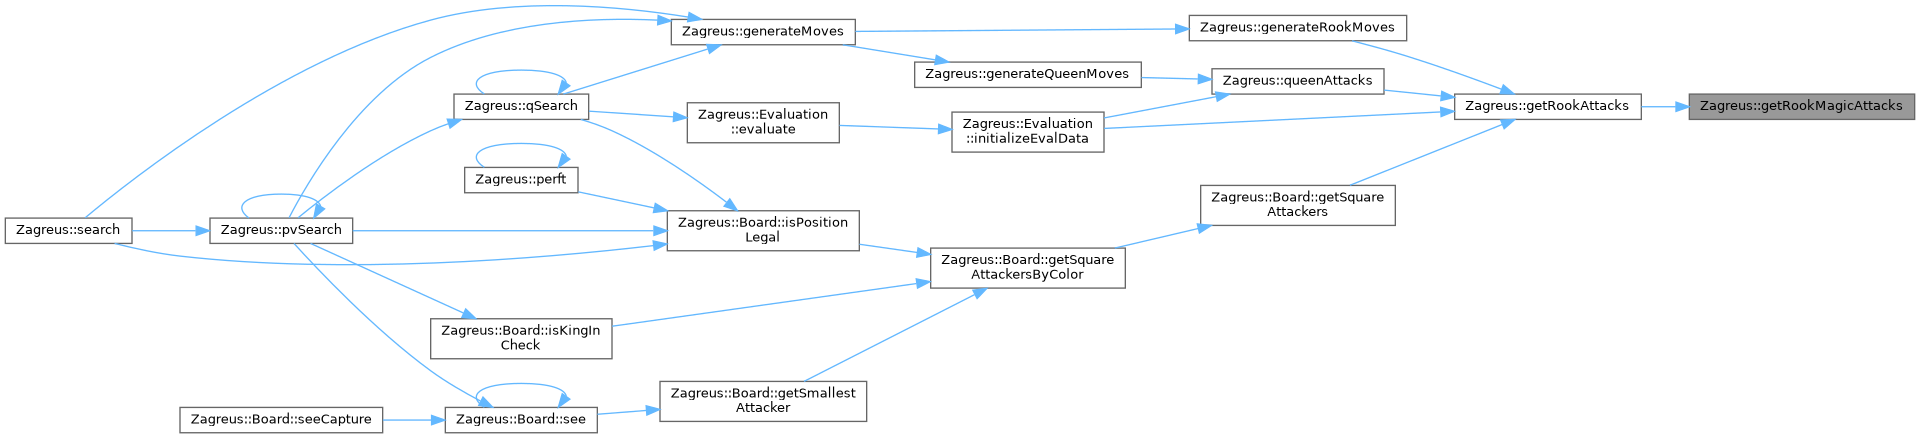 Zagreus::generateMoves
Zagreus::generateRookMoves
Zagreus::generateQueenMoves
Zagreus::queenAttacks
Zagreus::qSearch
Zagreus::getRookAttacks
Zagreus::getRookMagicAttacks
Zagreus::Evaluation
::evaluate
Zagreus::Evaluation
::initializeEvalData
Zagreus::perft
Zagreus::Board::getSquare
Attackers
Zagreus::search
Zagreus::pvSearch
Zagreus::Board::isPosition
Legal
Zagreus::Board::getSquare
AttackersByColor
Zagreus::Board::isKingIn
Check
Zagreus::Board::getSmallest
Attacker
Zagreus::Board::seeCapture
Zagreus::Board::see